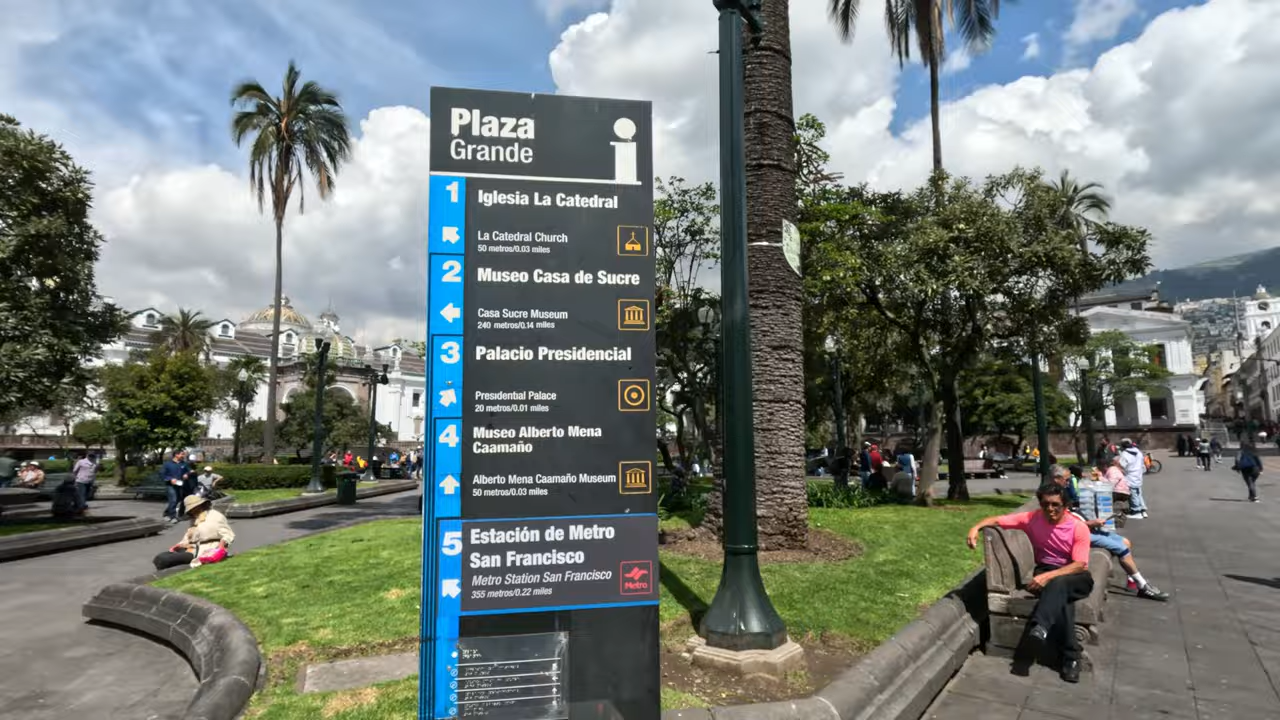 Plaza
Grande
1
Iglesia La Catedral
La Catedral Church
50 metros/0.03 miles
2
Museo Casa de Sucre
Casa Sucre Museum
240 metros/0.14 miles
3
Palacio Presidencial
Presidential Palace
20 metros/0.01 miles
4
Museo Alberto Mena
Caamaño
Alberto Mena Caamaño Museum
50 metros/0.03 miles
5
Estación de Metro
San Francisco
Metro Station San Francisco
355 metros/0.22 miles
Metro